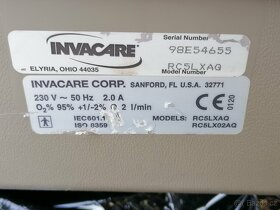 INVACARE
ELYRIA, OHIO 44035
Serial Number
98E54655
Model Number
RC5LXAQ
INVACARE CORP. SANFORD, FL U.S.A. 32771
230 V ~ 50 Hz 2.0 A
O₂% 95% +1/-2% @ 2 l/min
IEC601.1
ISO 8359
MODELS: RC5LXAQ
RC5LX02AQ
CE 0120